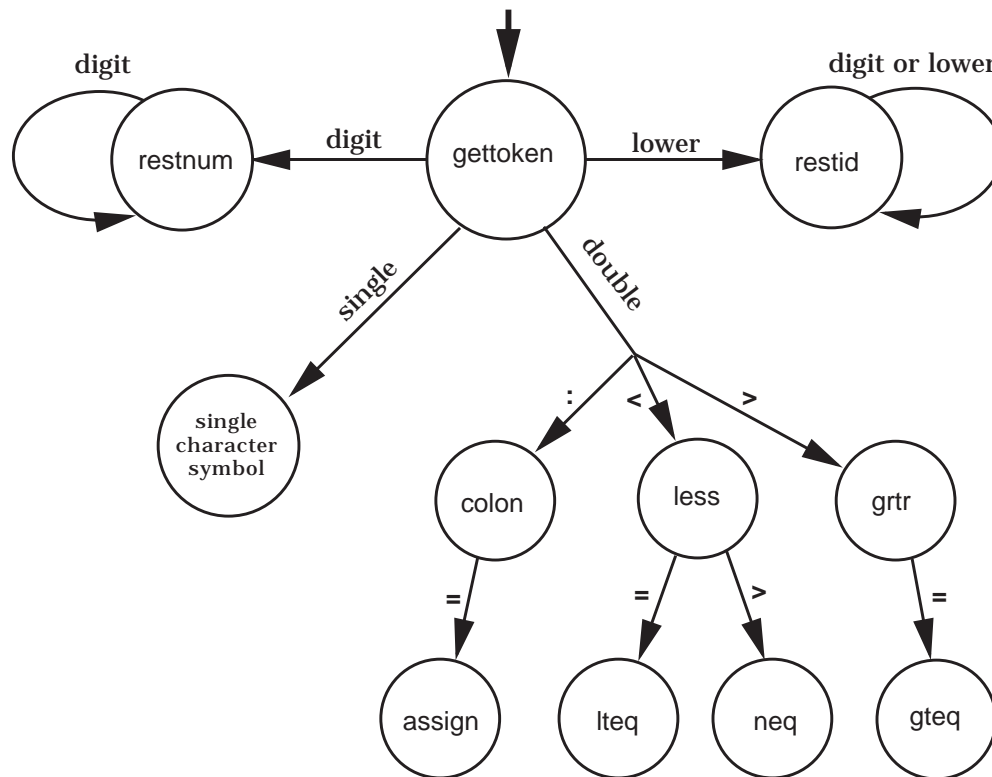 digit
digit or lower
restnum
digit
gettoken
lower
restid
single
double
:
<
>
single
character
symbol
colon
less
grtr
=
=
>
=
assign
lteq
neq
gteq